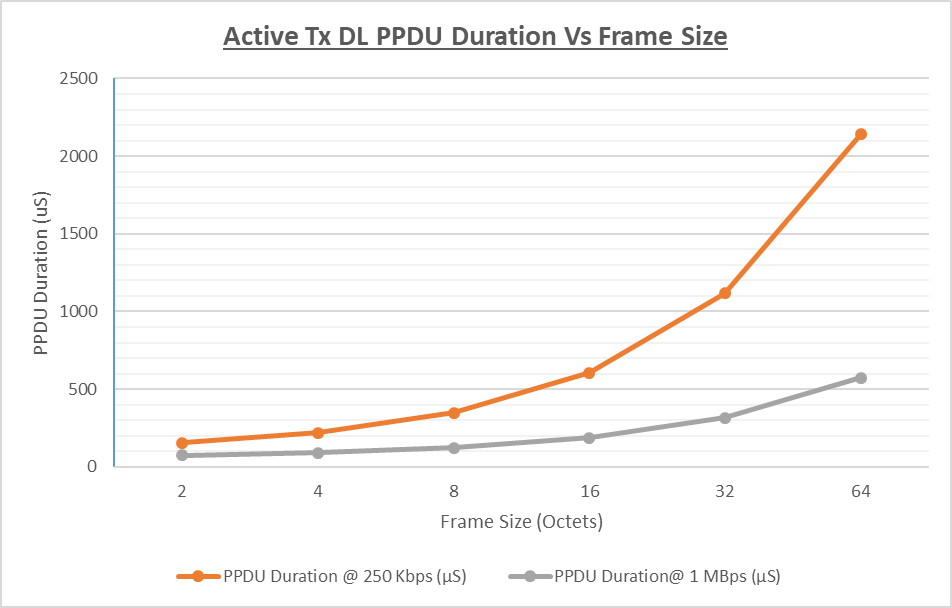 Active Tx DL PPDU Duration Vs Frame Size
2500
2000
1500
1000
500
0
PPDU Duration (uS)
2 4 8 16 32 64
Frame Size (Octets)
PPDU Duration @ 250 Kbps (µS) PPDU Duration@ 1 MBps (µS)